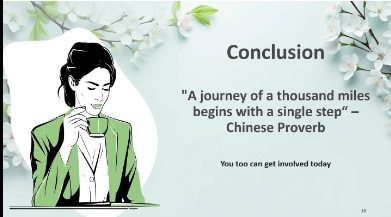 Conclusion
"A journey of a thousand miles
begins with a single step“ –
Chinese Proverb
You too can get involved today